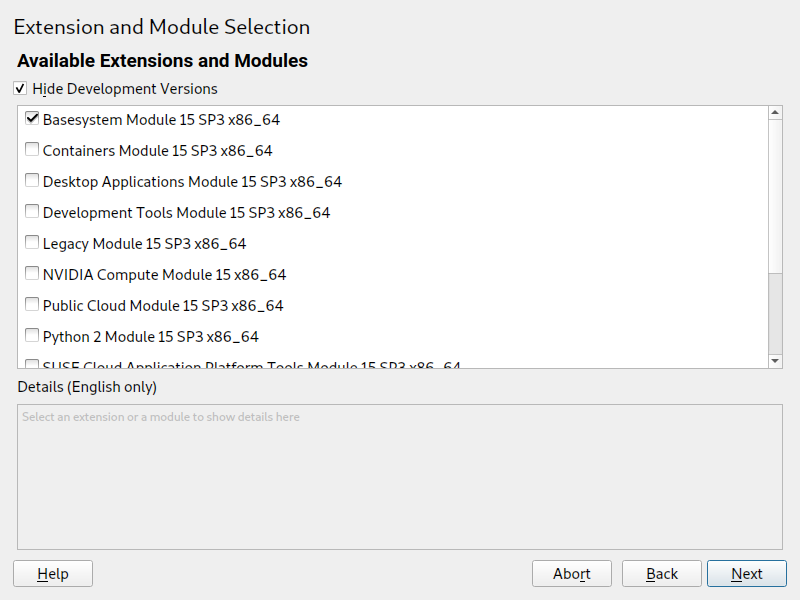 Extension and Module Selection
Available Extensions and Modules
Hide Development Versions
Basesystem Module 15 SP3 x86_64
Containers Module 15 SP3 x86_64
Desktop Applications Module 15 SP3 x86_64
Development Tools Module 15 SP3 x86_64
Legacy Module 15 SP3 x86_64
NVIDIA Compute Module 15 x86_64
Public Cloud Module 15 SP3 x86_64
Python 2 Module 15 SP3 x86_64
SUSE Cloud Application Platform Tools Module 15 SP3 x86_64
Details (English only)
Select an extension or a module to show details here
Help Abort Back Next